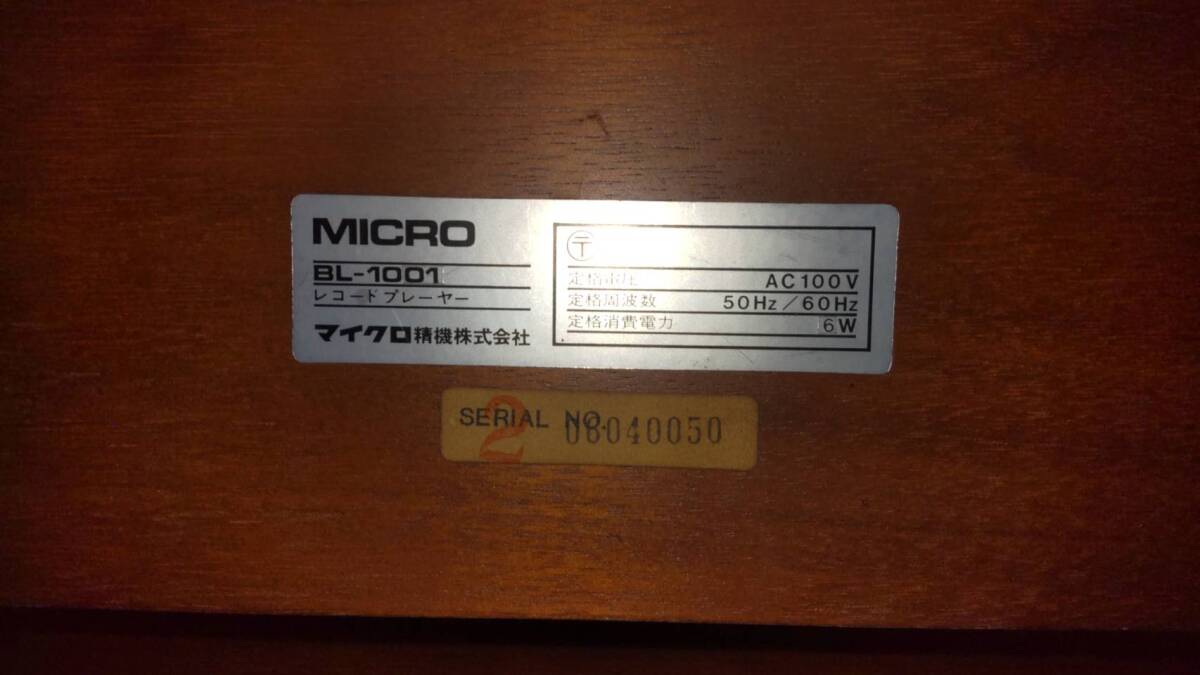 MICRO
BL-1001
レコードプレーヤー
マイクロ精機株式会社
〒
定格電圧 AC100V
定格周波数 50Hz/60Hz
定格消費電力 6W
SERIAL NO. 08040050
2